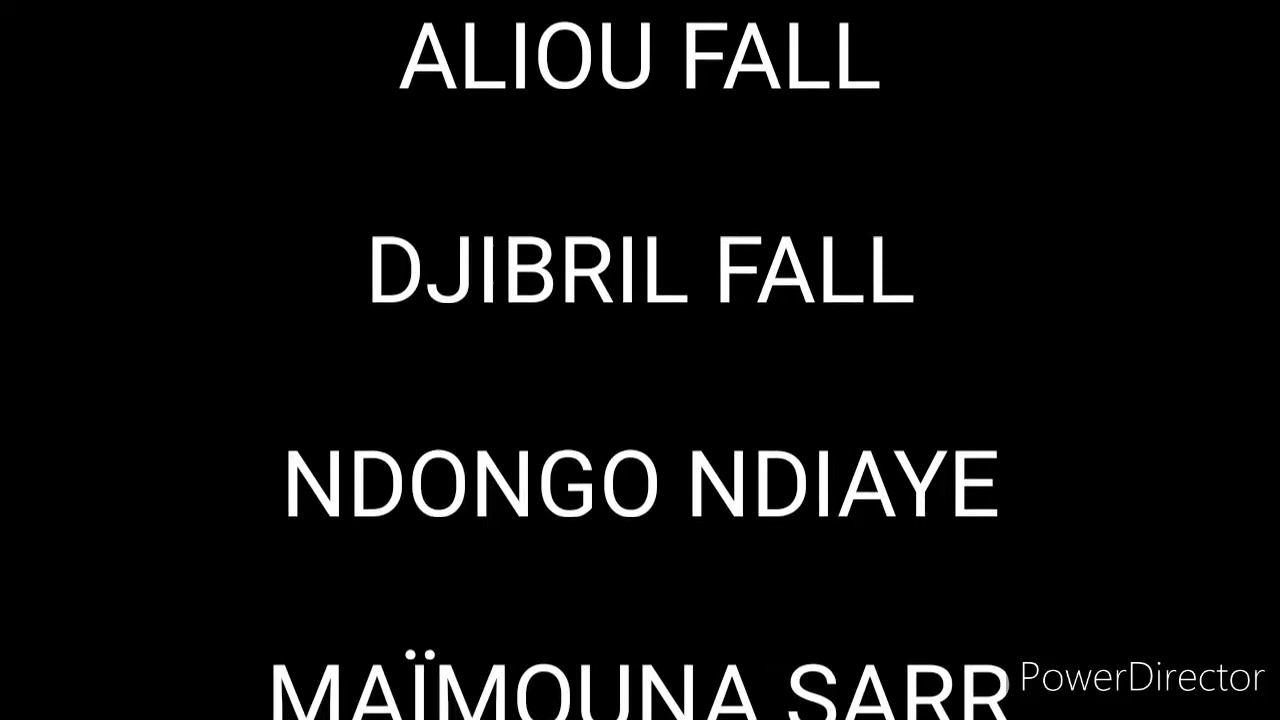 ALIOU FALL
DJIBRIL FALL
NDONGO NDIAYE
MAÏMOUNA SARR
PowerDirector